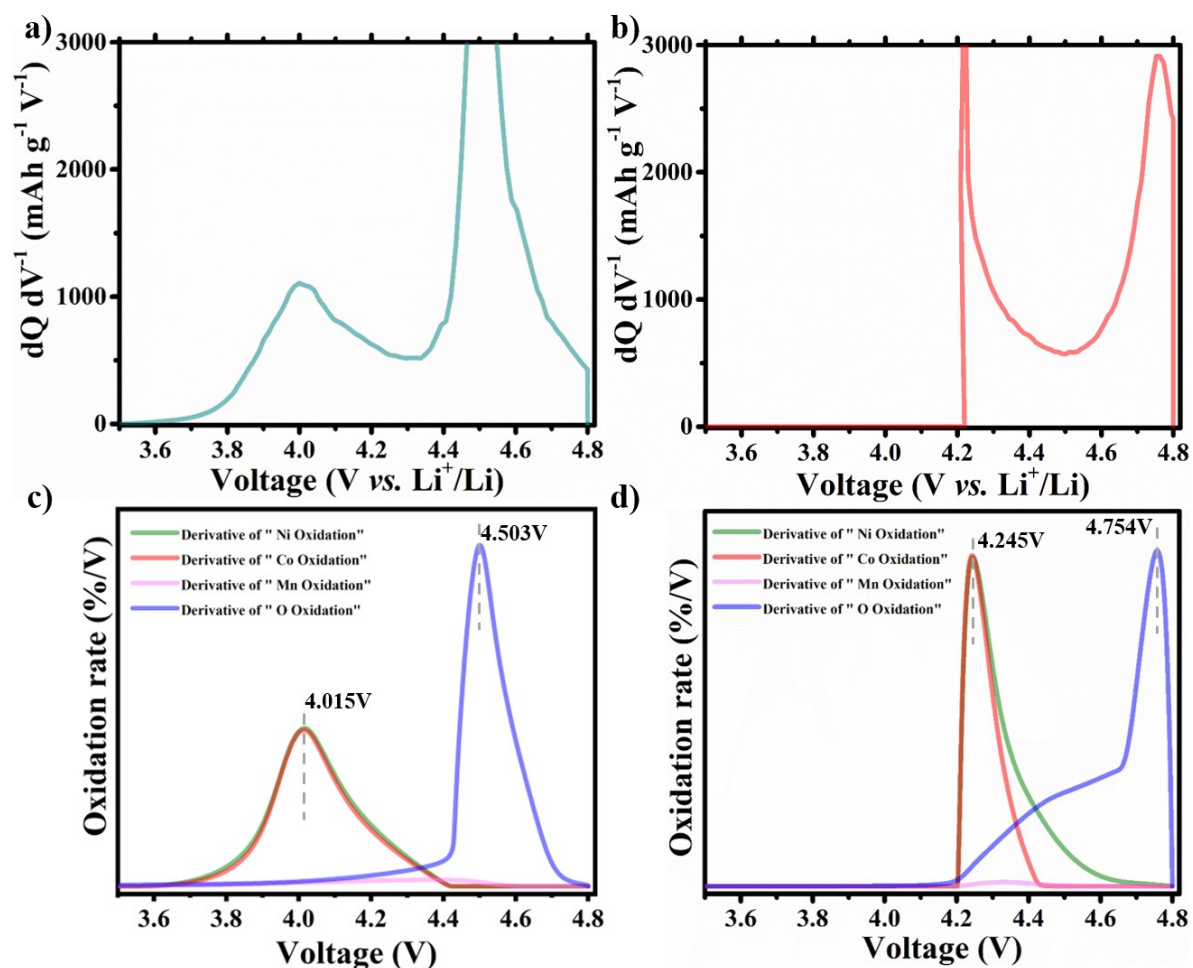 a)
3000
2000
1000
0
dQ dV-1 (mAh g-1 V-1)
3.6 3.8 4.0 4.2 4.4 4.6 4.8
Voltage (V vs. Li+/Li)
b)
3000
2000
1000
0
dQ dV-1 (mAh g-1 V-1)
3.6 3.8 4.0 4.2 4.4 4.6 4.8
Voltage (V vs. Li+/Li)
c)
Derivative of " Ni Oxidation"
Derivative of " Co Oxidation"
Derivative of " Mn Oxidation"
Derivative of " O Oxidation"
4.503V
4.015V
Oxidation rate (%/V)
3.6 3.8 4.0 4.2 4.4 4.6 4.8
Voltage (V)
d)
Derivative of " Ni Oxidation"
Derivative of " Co Oxidation"
Derivative of " Mn Oxidation"
Derivative of " O Oxidation"
4.754V
4.245V
Oxidation rate (%/V)
3.6 3.8 4.0 4.2 4.4 4.6 4.8
Voltage (V)